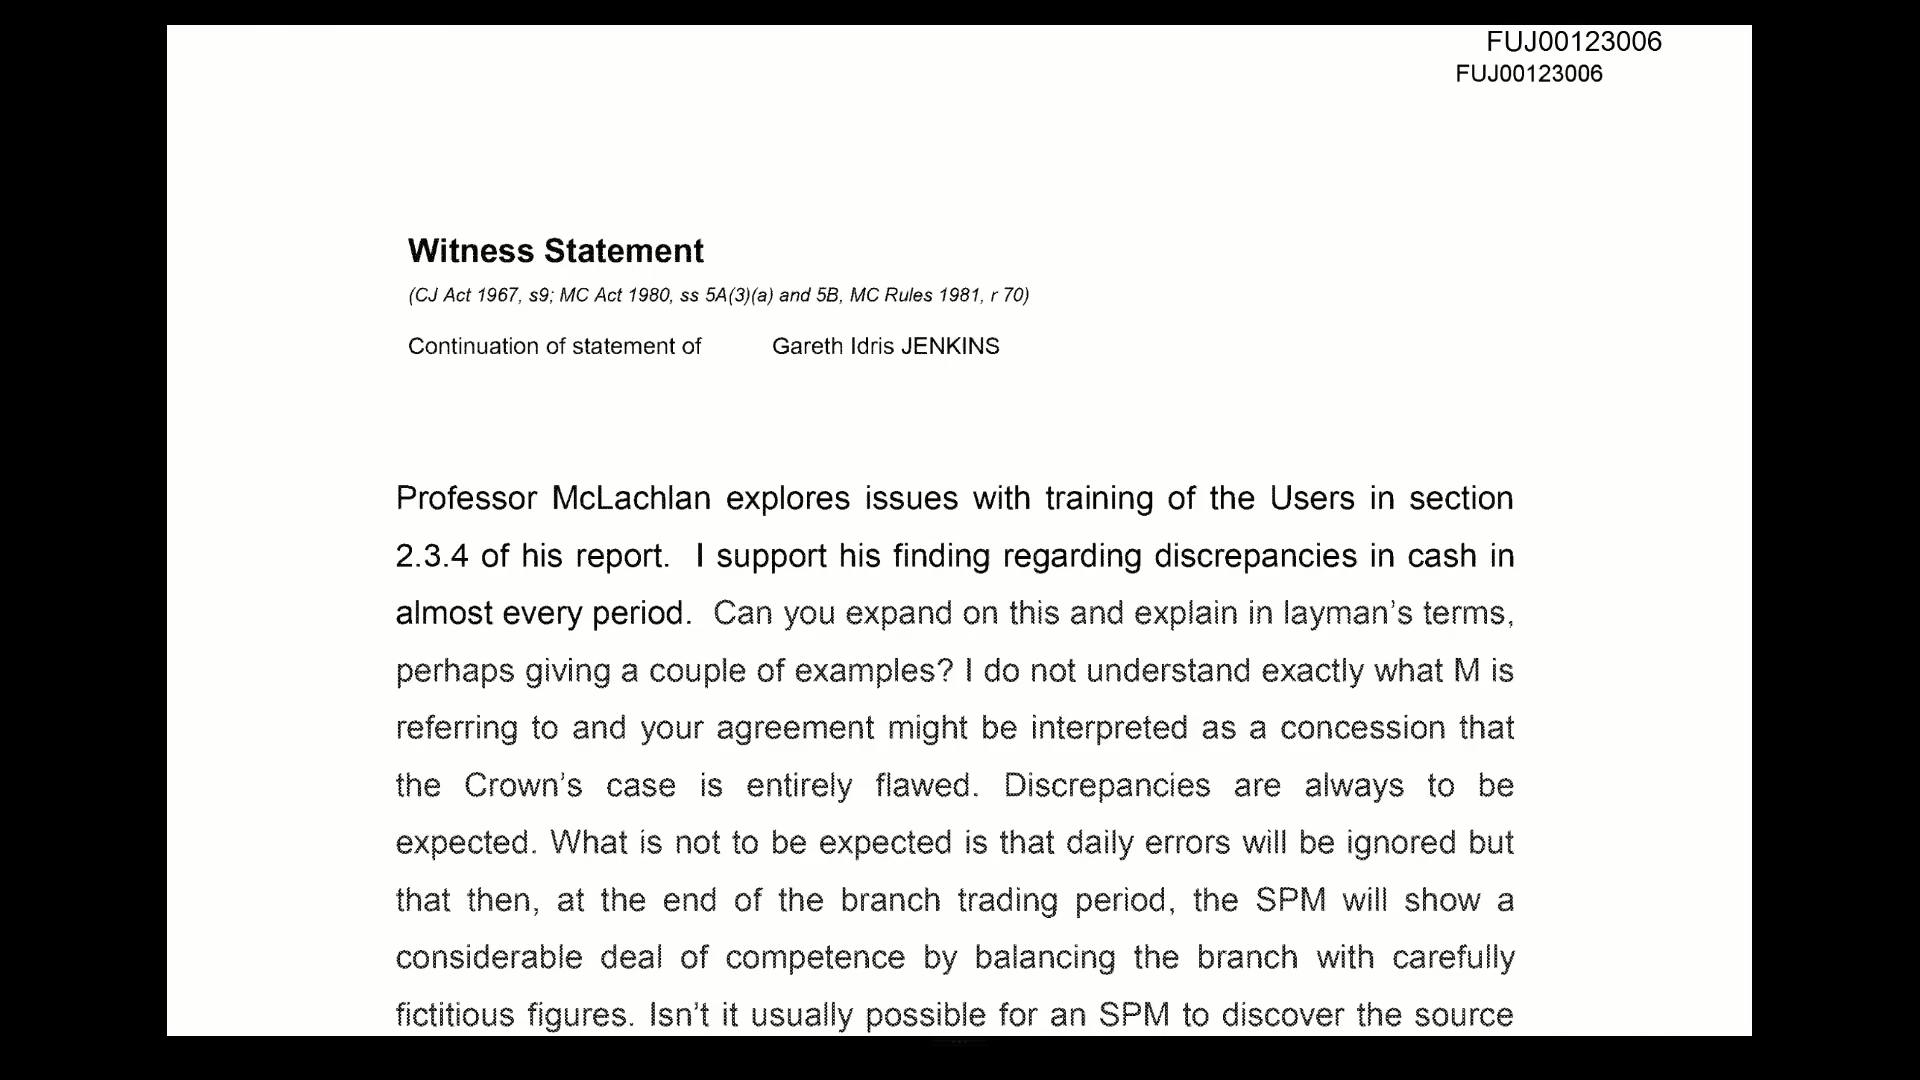 FUJ00123006
FUJ00123006
Witness Statement
(CJ Act 1967, s9; MC Act 1980, ss 5A(3)(a) and 5B, MC Rules 1981, r 70)
Continuation of statement of Gareth Idris JENKINS
Professor McLachlan explores issues with training of the Users in section
2.3.4 of his report. I support his finding regarding discrepancies in cash in
almost every period. Can you expand on this and explain in layman’s terms,
perhaps giving a couple of examples? I do not understand exactly what M is
referring to and your agreement might be interpreted as a concession that
the Crown’s case is entirely flawed. Discrepancies are always to be
expected. What is not to be expected is that daily errors will be ignored but
that then, at the end of the branch trading period, the SPM will show a
considerable deal of competence by balancing the branch with carefully
fictitious figures. Isn’t it usually possible for an SPM to discover the source